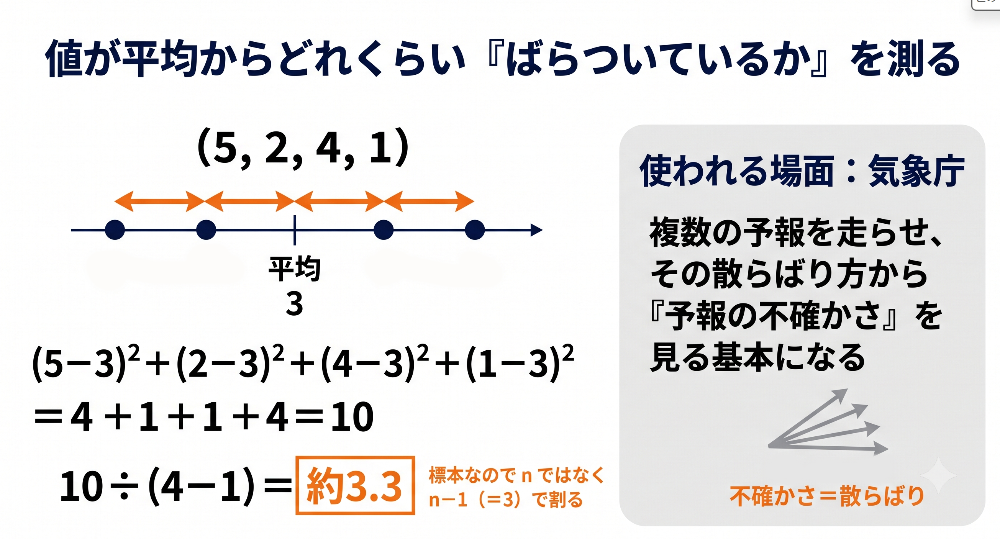 値が平均からどれくらい『ばらついているか』を測る
(5, 2, 4, 1)
平均
3
(5−3)²+(2−3)²+(4−3)²+(1−3)²
=4+1+1+4=10
10÷(4−1)=約3.3
標本なので n ではなく
n−1（=3）で割る
使われる場面：気象庁
複数の予報を走らせ、
その散らばり方から
『予報の不確かさ』を
見る基本になる
不確かさ=散らばり